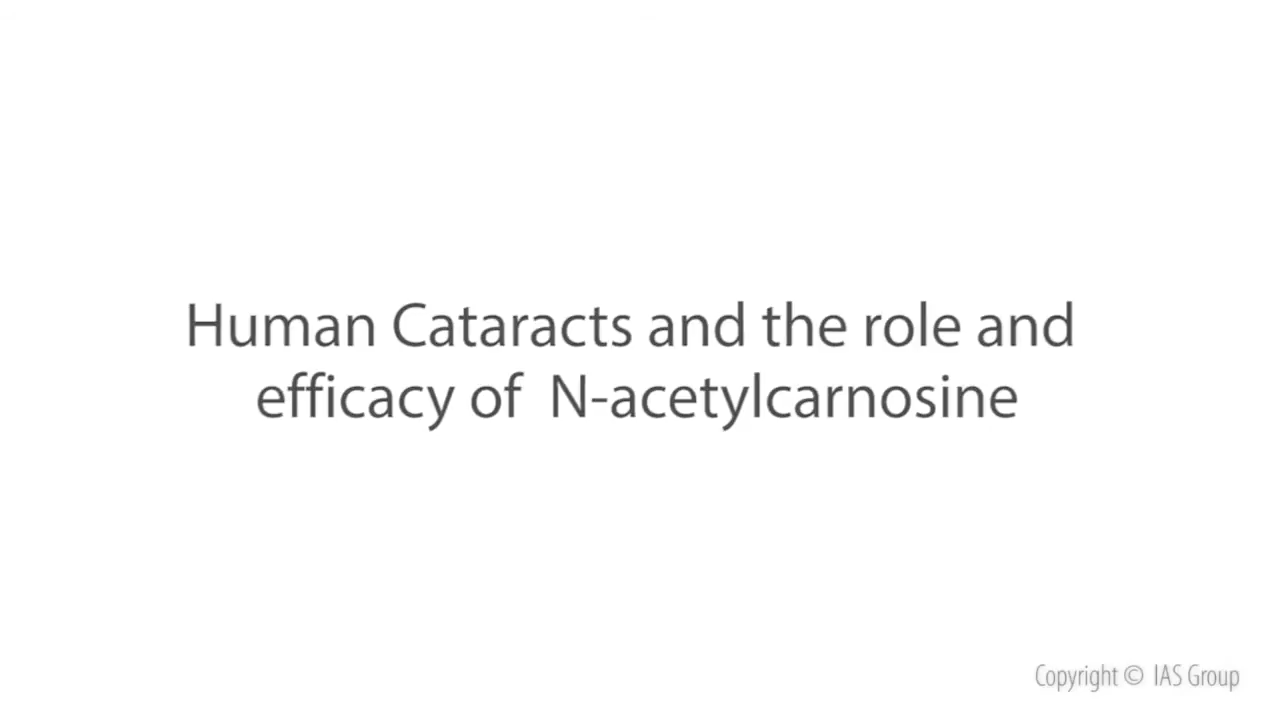 Human Cataracts and the role and
efficacy of N-acetylcarnosine
Copyright © IAS Group